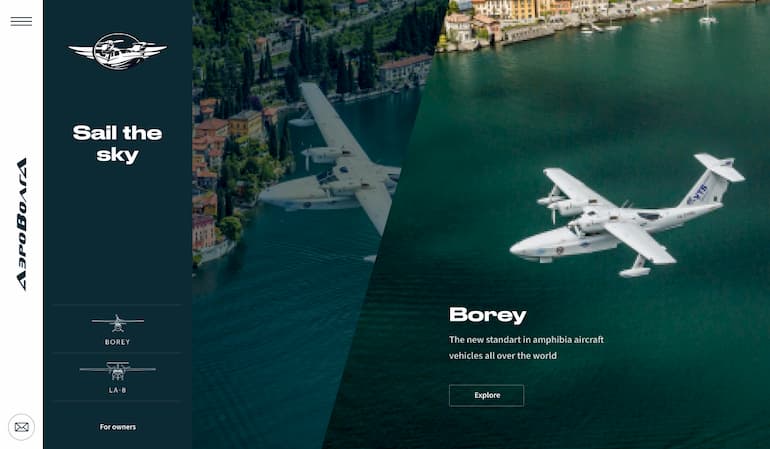 АэроВолга
Sail the
sky
BOREY
LA-8
For owners
Borey
The new standart in amphibia aircraft
vehicles all over the world
Explore